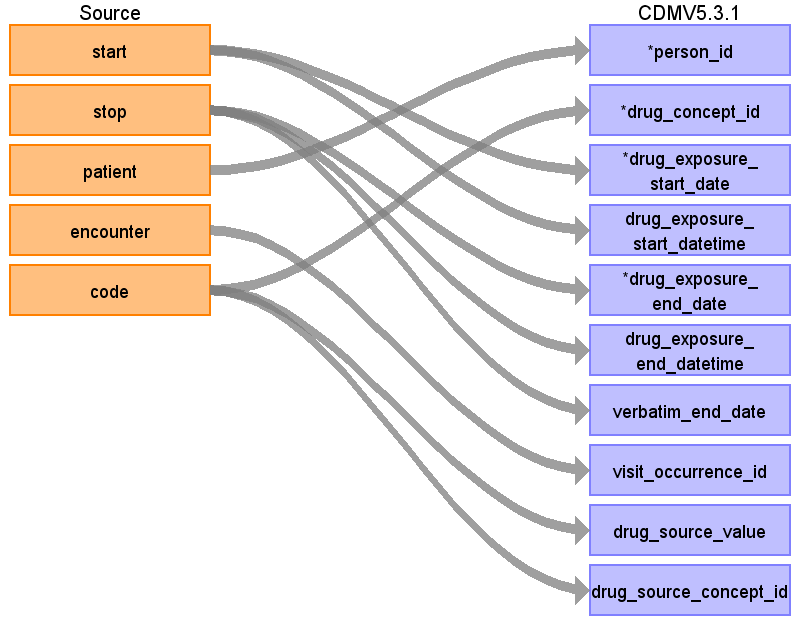 Source
CDMV5.3.1
start
*person_id
stop
*drug_concept_id
patient
*drug_exposure_
start_date
encounter
drug_exposure_
start_datetime
code
*drug_exposure_
end_date
drug_exposure_
end_datetime
verbatim_end_date
visit_occurrence_id
drug_source_value
drug_source_concept_id